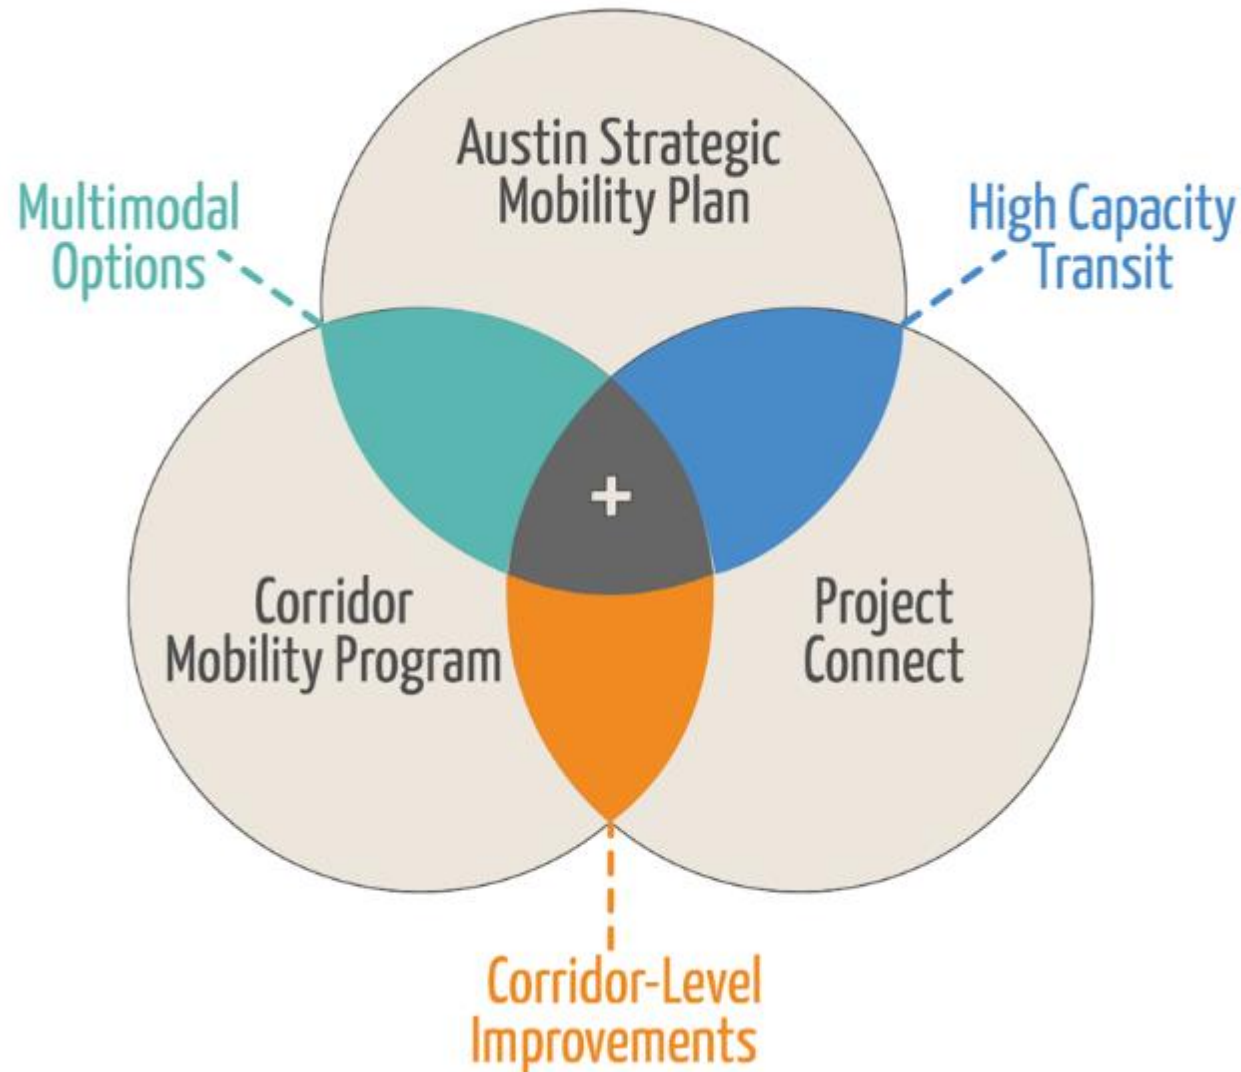 Austin Strategic
Mobility Plan
Multimodal
Options
High Capacity
Transit
+
Corridor
Mobility Program
Project
Connect
Corridor-Level
Improvements